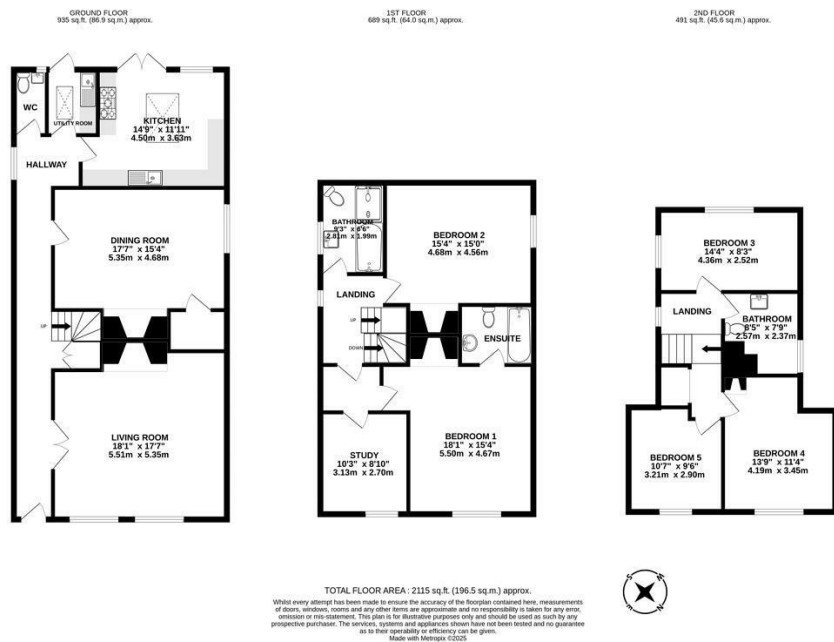 GROUND FLOOR
935 sq.ft. (86.9 sq.m.) approx.
WC
UTILITY ROOM
KITCHEN
14'9" x 11'11"
4.50m x 3.63m
HALLWAY
DINING ROOM
17'7" x 15'4"
5.35m x 4.68m
UP
LIVING ROOM
18'1" x 17'7"
5.51m x 5.35m
1ST FLOOR
689 sq.ft. (64.0 sq.m.) approx.
BATHROOM
9'3" x 6'6"
2.81m x 1.99m
BEDROOM 2
15'4" x 15'0"
4.68m x 4.56m
LANDING
UP
DOWN
ENSUITE
BEDROOM 1
18'1" x 15'4"
5.50m x 4.67m
STUDY
10'3" x 8'10"
3.13m x 2.70m
2ND FLOOR
491 sq.ft. (45.6 sq.m.) approx.
BEDROOM 3
14'4" x 8'3"
4.36m x 2.52m
LANDING
BATHROOM
8'5" x 7'9"
2.57m x 2.37m
BEDROOM 5
10'7" x 9'6"
3.21m x 2.90m
BEDROOM 4
13'9" x 11'4"
4.19m x 3.45m
S
W
E
N
TOTAL FLOOR AREA : 2115 sq.ft. (196.5 sq.m.) approx.
Whilst every attempt has been made to ensure the accuracy of the floorplan contained here, measurements
of doors, windows, rooms and any other items are approximate and no responsibility is taken for any error,
omission or mis-statement. This plan is for illustrative purposes only and should be used as such by any
prospective purchaser. The services, systems and appliances shown have not been tested and no guarantee
as to their operability or efficiency can be given.
Made with Metropix ©2025